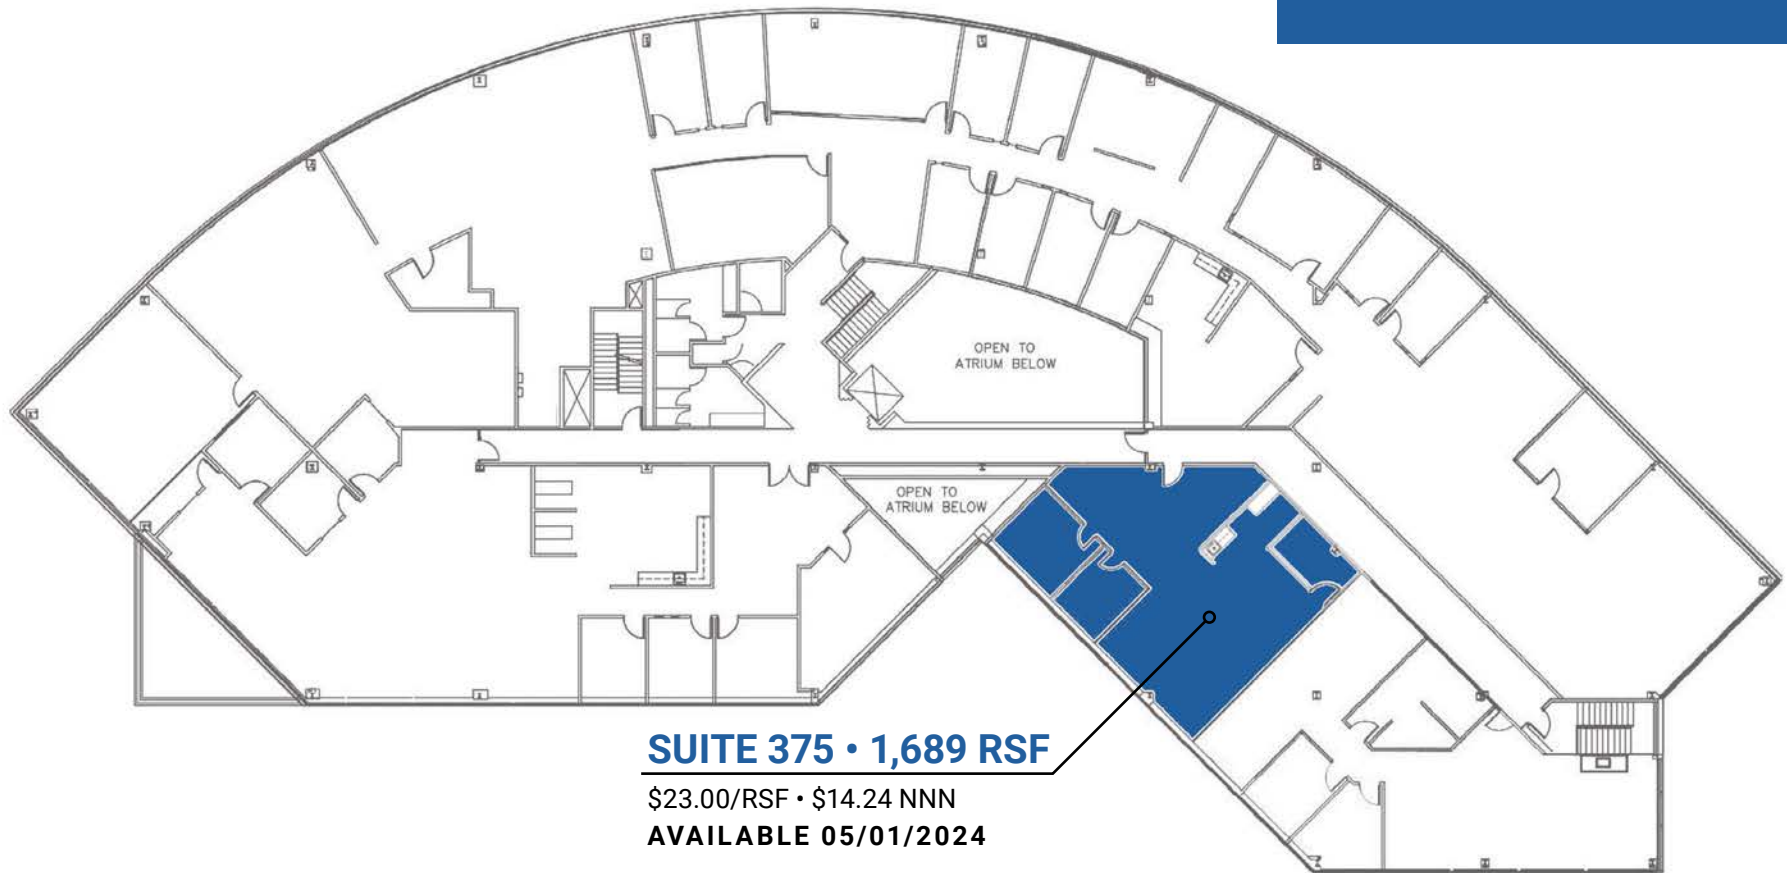 OPEN TO
ATRIUM BELOW
OPEN TO
ATRIUM BELOW
SUITE 375 • 1,689 RSF
$23.00/RSF • $14.24 NNN
AVAILABLE 05/01/2024